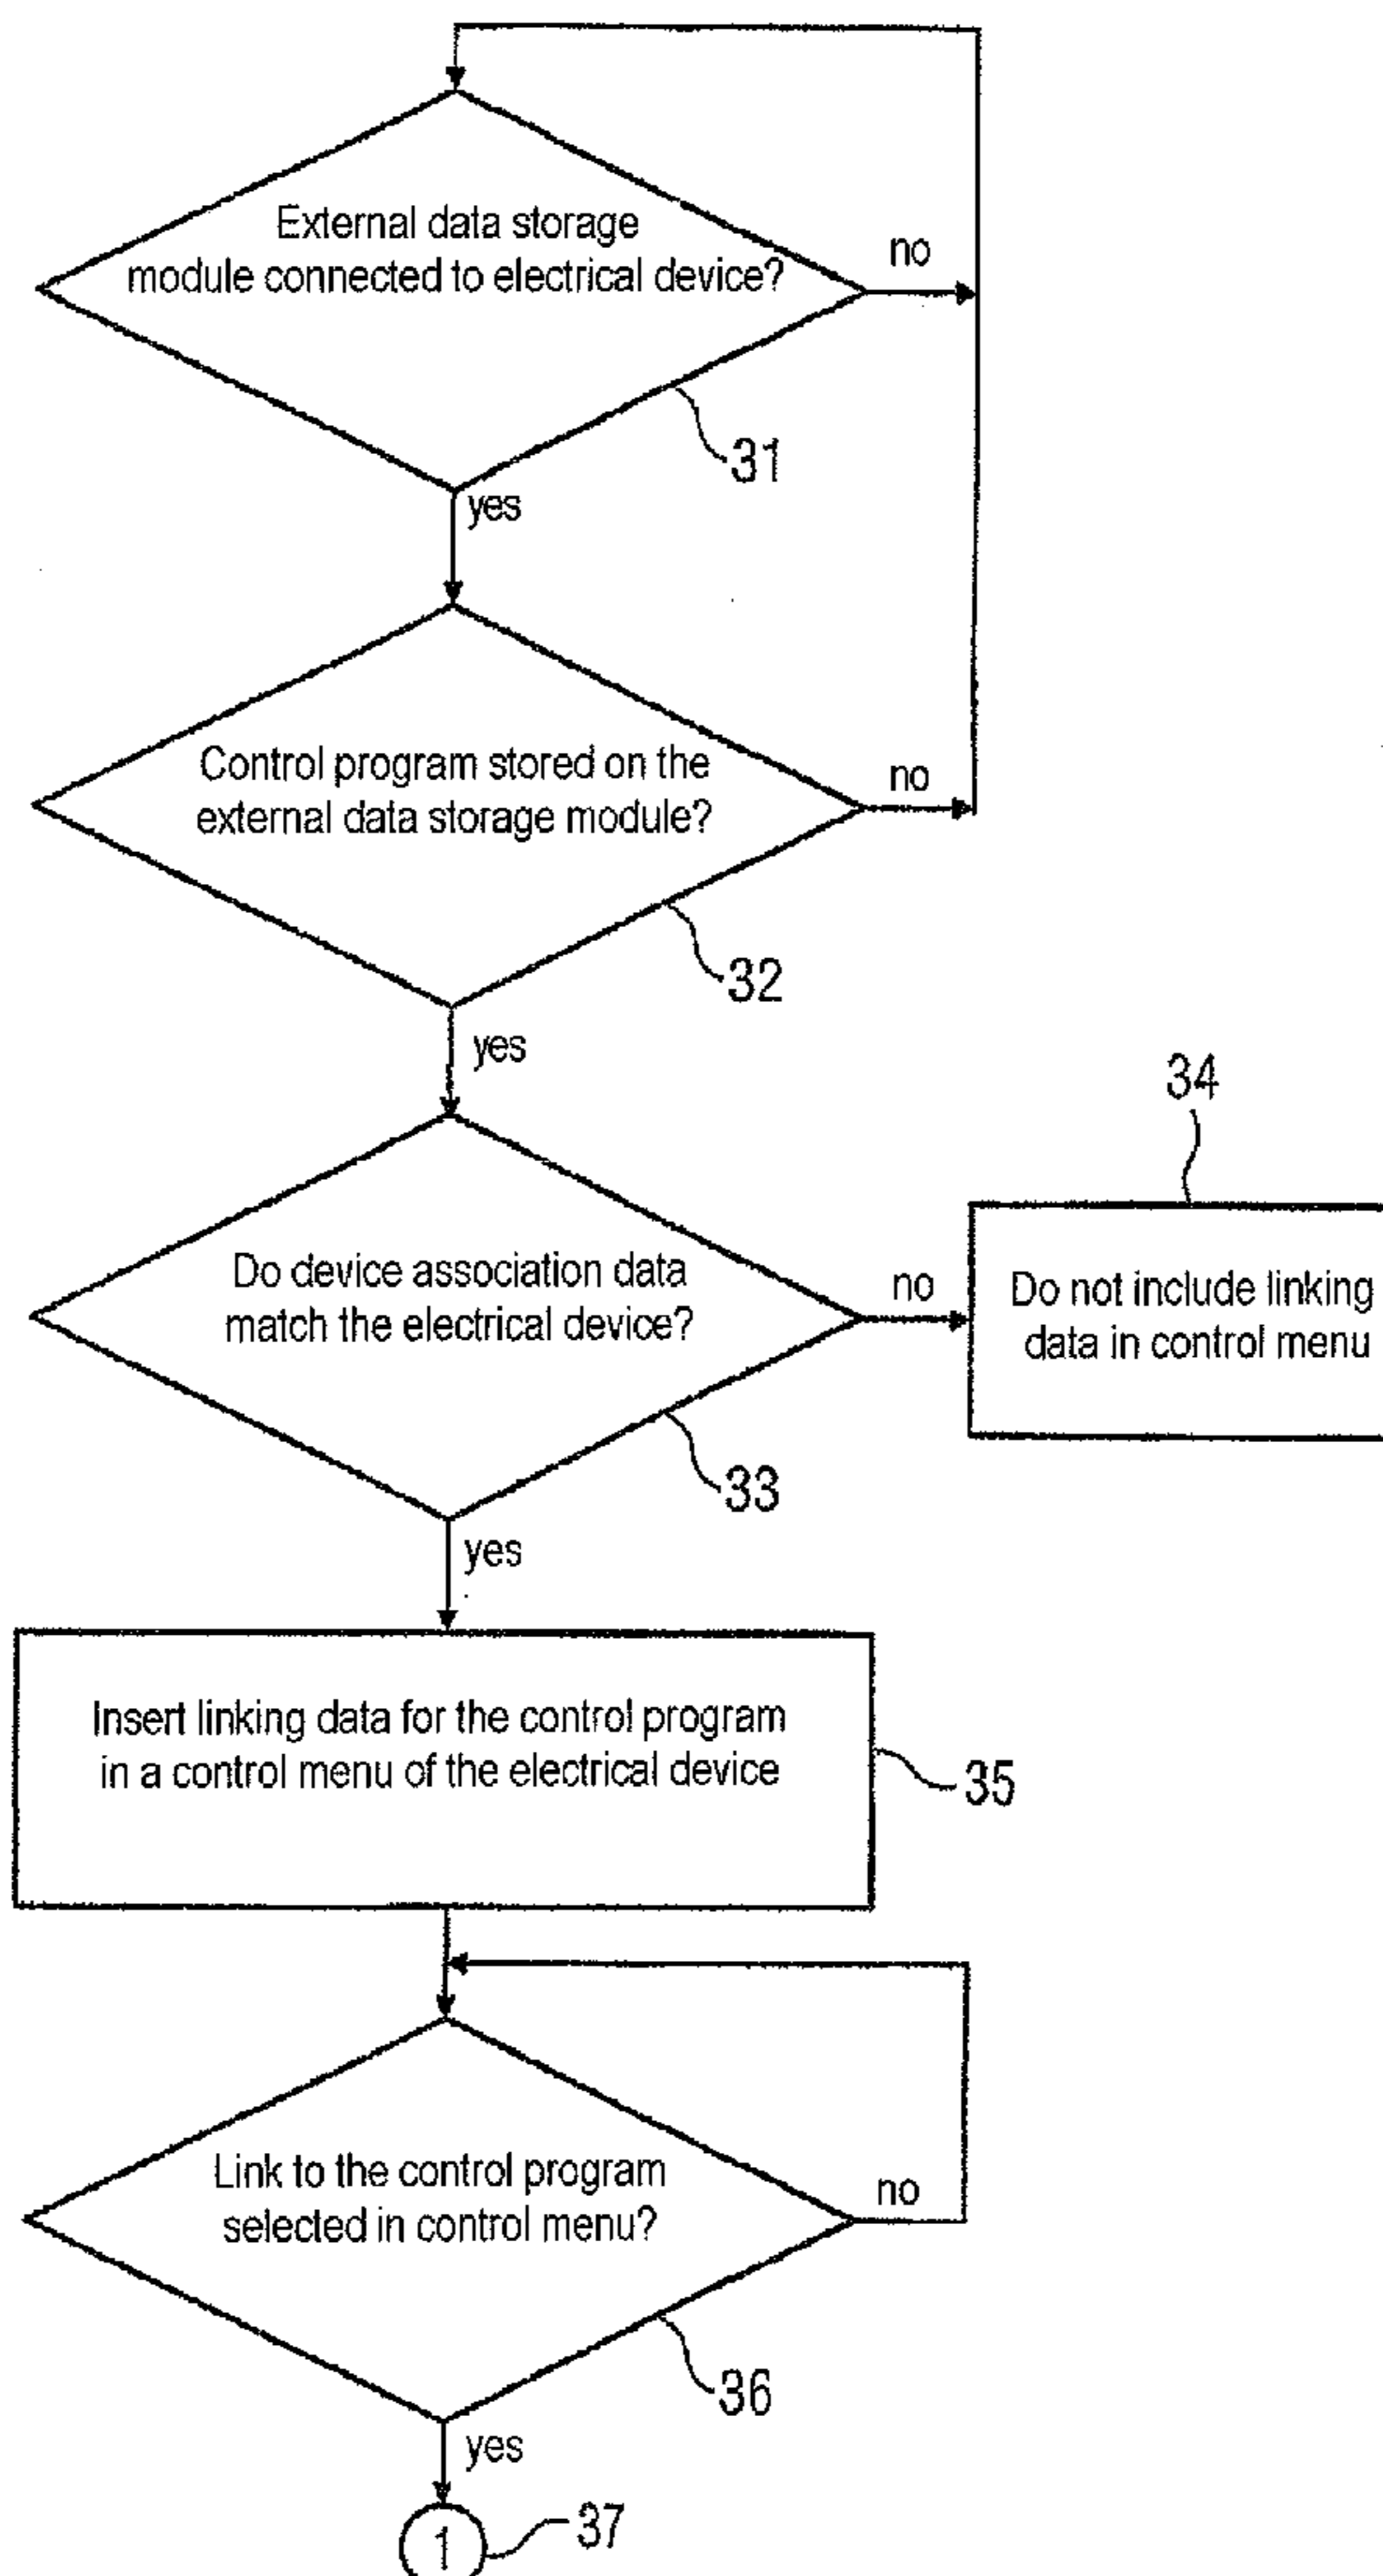 External data storage
module connected to electrical device?
no
31
yes
Control program stored on the
external data storage module?
no
32
yes
34
Do device association data
match the electrical device?
no
Do not include linking
data in control menu
33
yes
Insert linking data for the control program
in a control menu of the electrical device
35
Link to the control program
selected in control menu?
no
36
yes
1
37